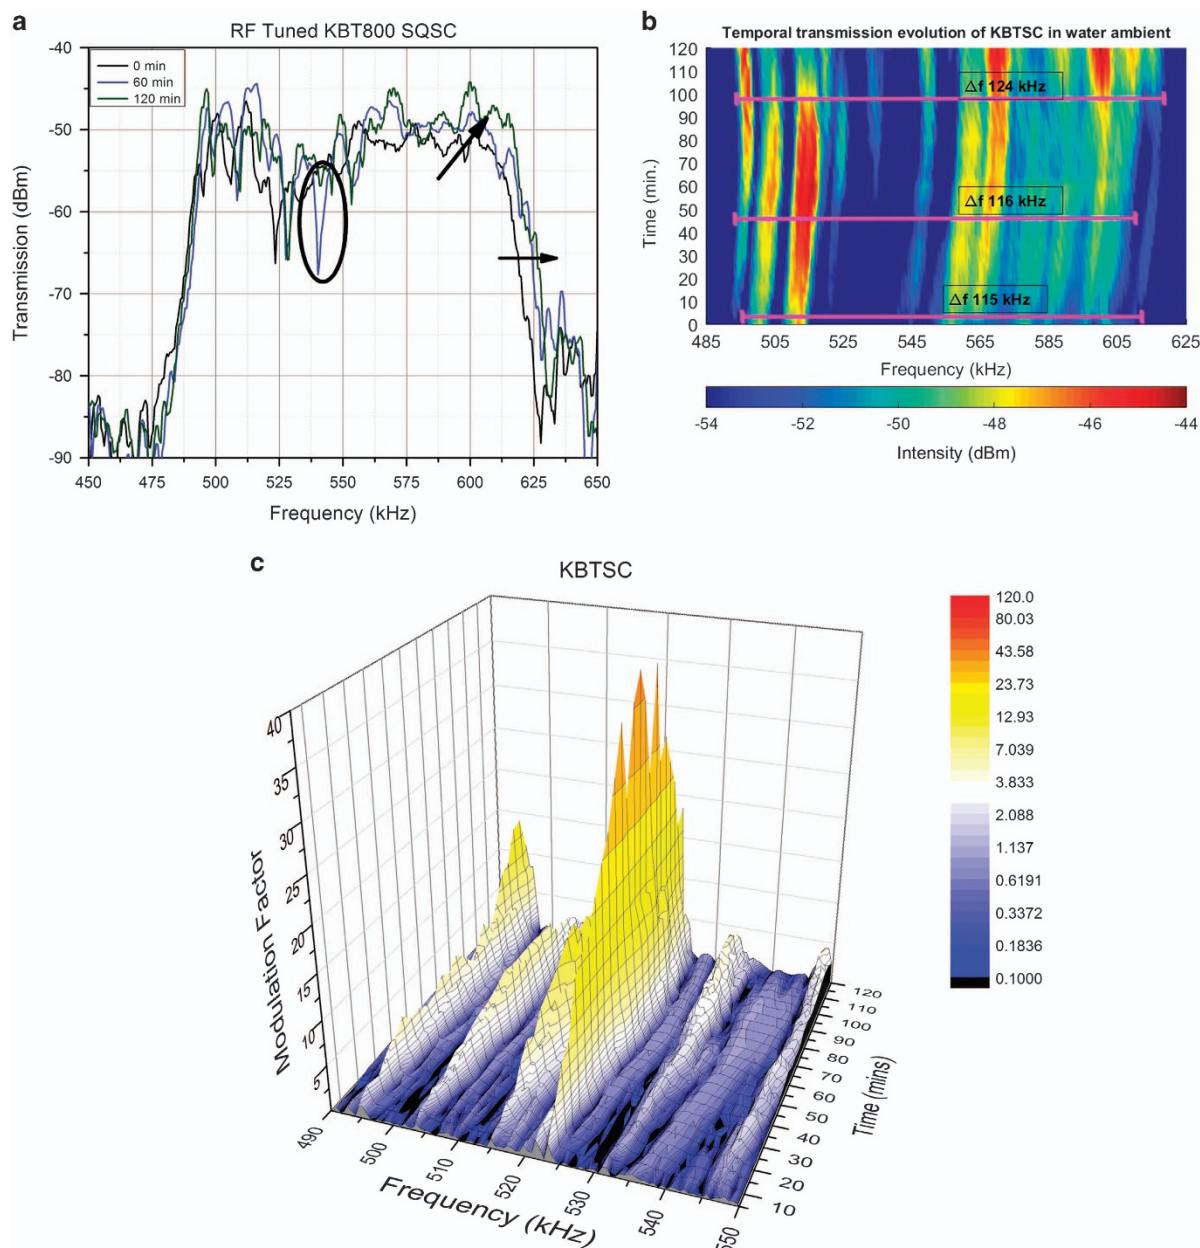 a
RF Tuned KBT800 SQSC
0 min
60 min
120 min
-40
-50
-60
-70
-80
-90
Transmission (dBm)
450 475 500 525 550 575 600 625 650
Frequency (kHz)
b
Temporal transmission evolution of KBTSC in water ambient
120
110
100
90
80
70
60
50
40
30
20
10
0
Time (min.)
Δf 124 kHz
Δf 116 kHz
Δf 115 kHz
485 505 525 545 565 585 605 625
Frequency (kHz)
-54 -52 -50 -48 -46 -44
Intensity (dBm)
c
KBTSC
40
35
30
25
20
15
10
5
Modulation Factor
490 500 510 520 530 540 550
Frequency (kHz)
120
110
100
90
80
70
60
50
40
30
20
10
Time (mins)
120.0
80.03
43.58
23.73
12.93
7.039
3.833
2.088
1.137
0.6191
0.3372
0.1836
0.1000